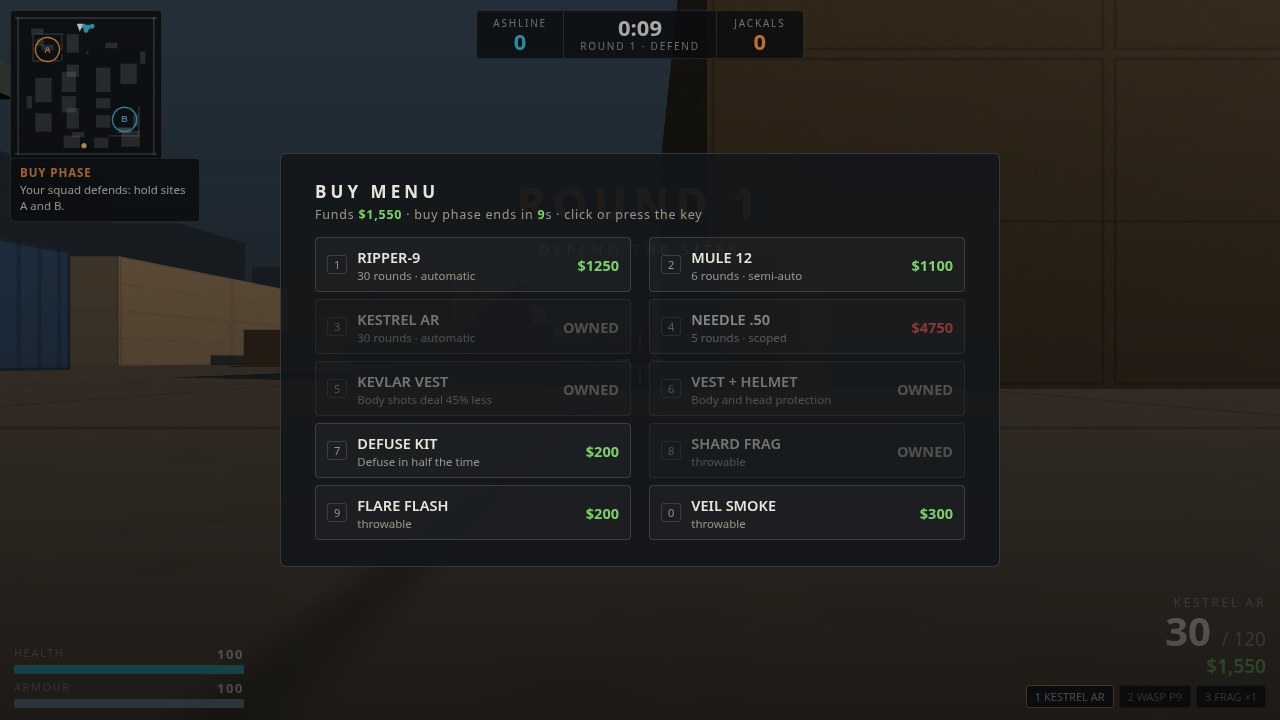 ASHLINE
0
0:09
ROUND 1 · DEFEND
JACKALS
0
A
B
BUY PHASE
Your squad defends: hold sites
A and B.
ROUND 1
DEFEND THE SITES
BUY MENU
Funds $1,550 · buy phase ends in 9s · click or press the key
1 RIPPER-9 $1250
30 rounds · automatic
2 MULE 12 $1100
6 rounds · semi-auto
3 KESTREL AR OWNED
30 rounds · automatic
4 NEEDLE .50 $4750
5 rounds · scoped
5 KEVLAR VEST OWNED
Body shots deal 45% less
6 VEST + HELMET OWNED
Body and head protection
7 DEFUSE KIT $200
Defuse in half the time
8 SHARD FRAG OWNED
throwable
9 FLARE FLASH $200
throwable
0 VEIL SMOKE $300
throwable
HEALTH 100
ARMOUR 100
KESTREL AR
30 / 120
$1,550
1 KESTREL AR 2 WASP P9 3 FRAG ×1